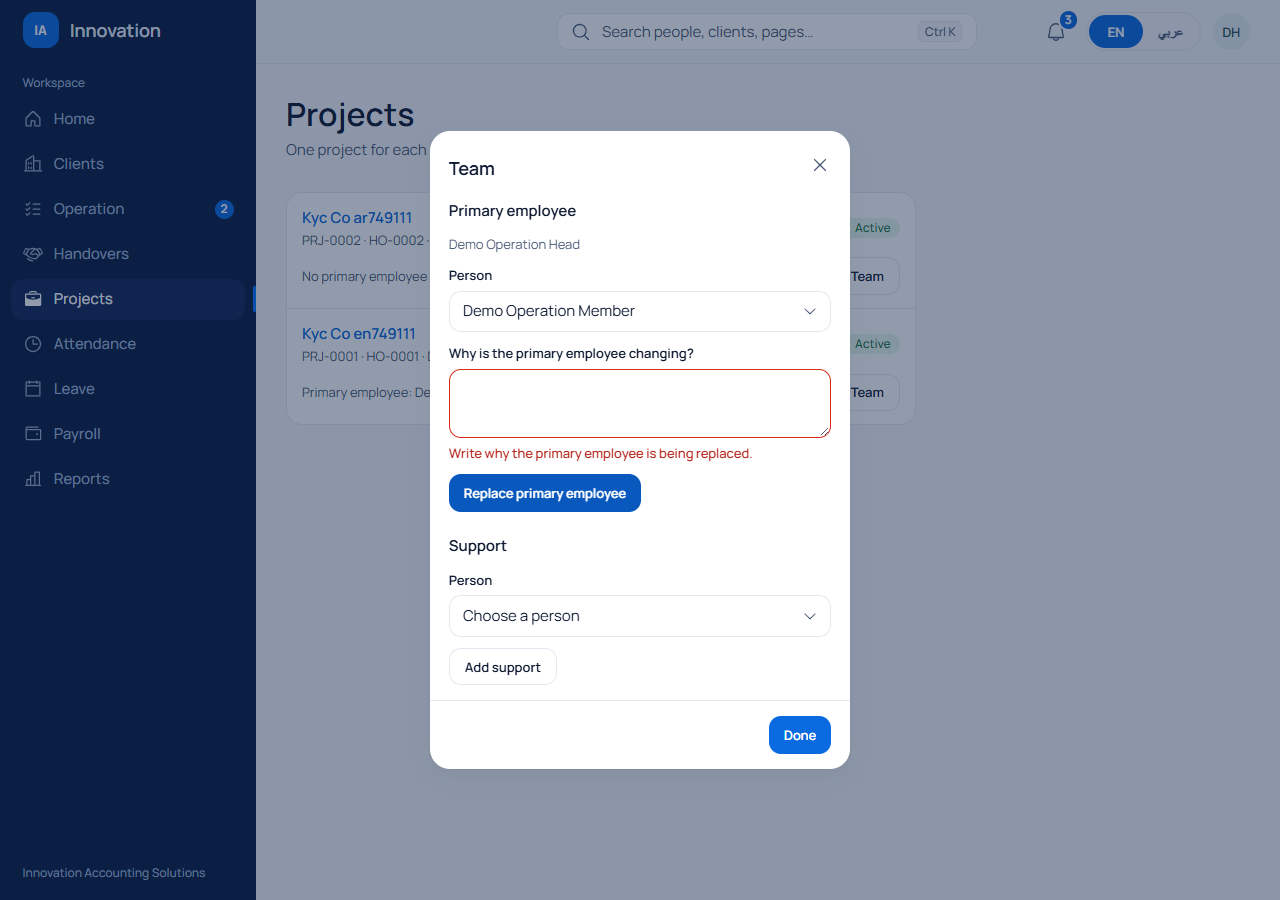 IA Innovation
Search people, clients, pages... Ctrl K
3
EN عربي DH
Workspace
Home
Clients
Operation 2
Handovers
Projects
Attendance
Leave
Payroll
Reports
Innovation Accounting Solutions
Projects
One project for each
Kyc Co ar749111
PRJ-0002 · HO-0002 ·
No primary employee
Active
Team
Kyc Co en749111
PRJ-0001 · HO-0001 ·
Primary employee: De
Active
Team
Team
Primary employee
Demo Operation Head
Person
Demo Operation Member
Why is the primary employee changing?
Write why the primary employee is being replaced.
Replace primary employee
Support
Person
Choose a person
Add support
Done